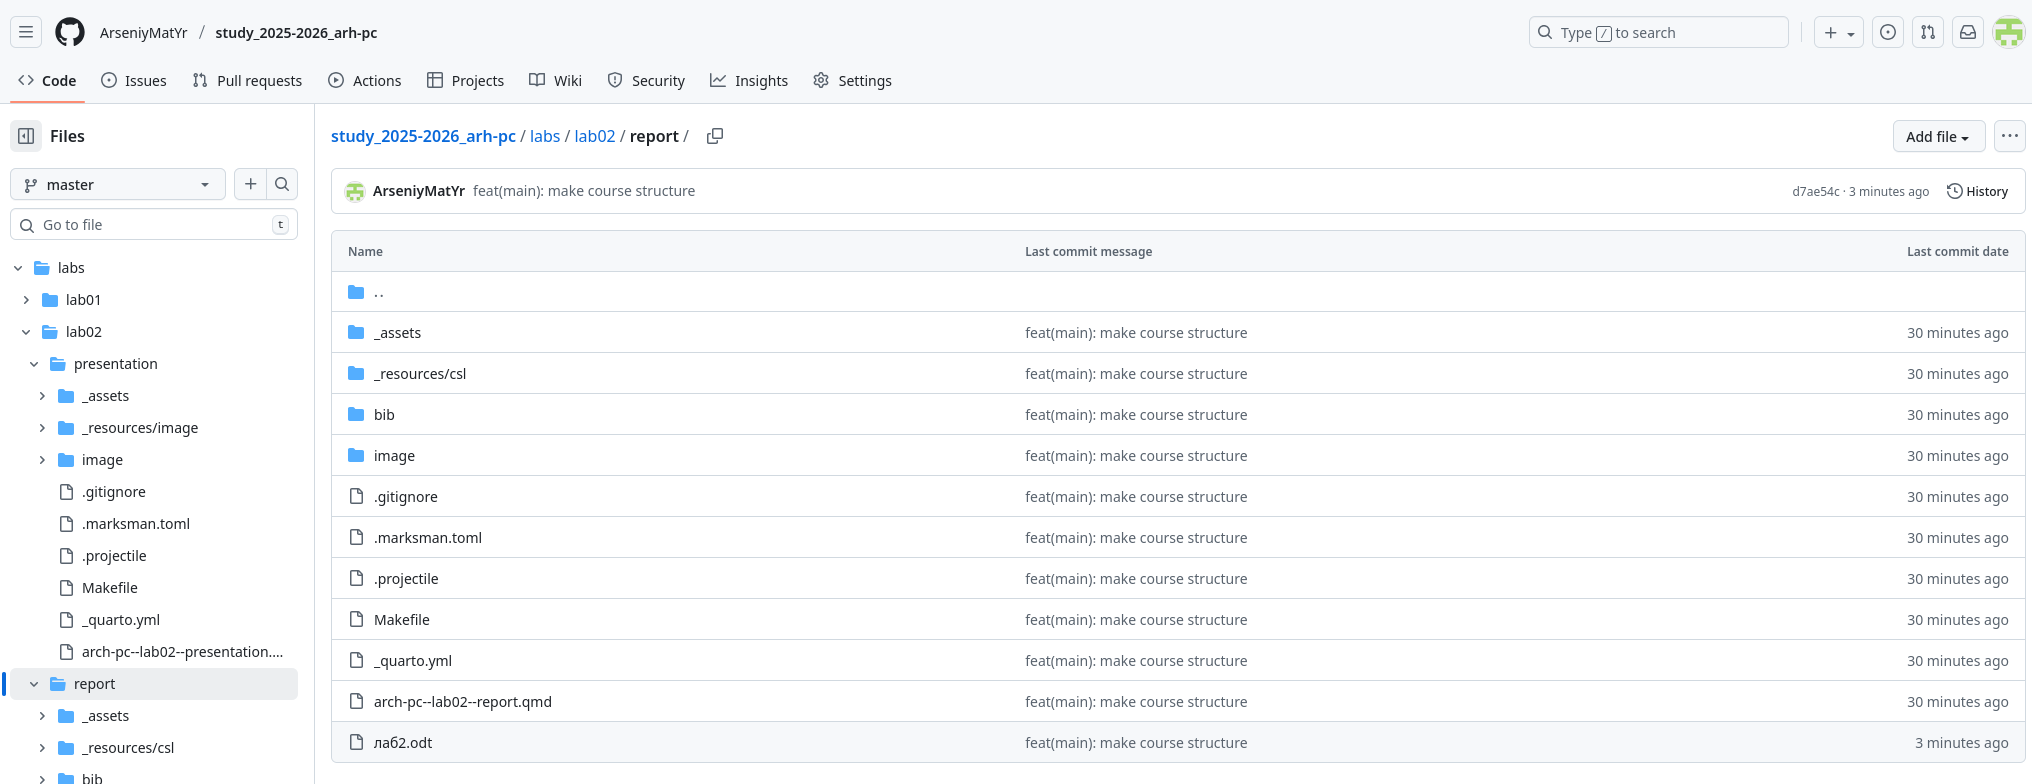 ArseniyMatYr / study_2025-2026_arh-pc
Type / to search
Code Issues Pull requests Actions Projects Wiki Security Insights Settings
Files
master
Go to file t
labs
lab01
lab02
presentation
_assets
_resources/image
image
.gitignore
.marksman.toml
.projectile
Makefile
_quarto.yml
arch-pc--lab02--presentation....
report
_assets
_resources/csl
bib
study_2025-2026_arh-pc / labs / lab02 / report /
Add file
ArseniyMatYr feat(main): make course structure
d7ae54c · 3 minutes ago History
Name Last commit message Last commit date
..
_assets feat(main): make course structure 30 minutes ago
_resources/csl feat(main): make course structure 30 minutes ago
bib feat(main): make course structure 30 minutes ago
image feat(main): make course structure 30 minutes ago
.gitignore feat(main): make course structure 30 minutes ago
.marksman.toml feat(main): make course structure 30 minutes ago
.projectile feat(main): make course structure 30 minutes ago
Makefile feat(main): make course structure 30 minutes ago
_quarto.yml feat(main): make course structure 30 minutes ago
arch-pc--lab02--report.qmd feat(main): make course structure 30 minutes ago
лаб2.odt feat(main): make course structure 3 minutes ago